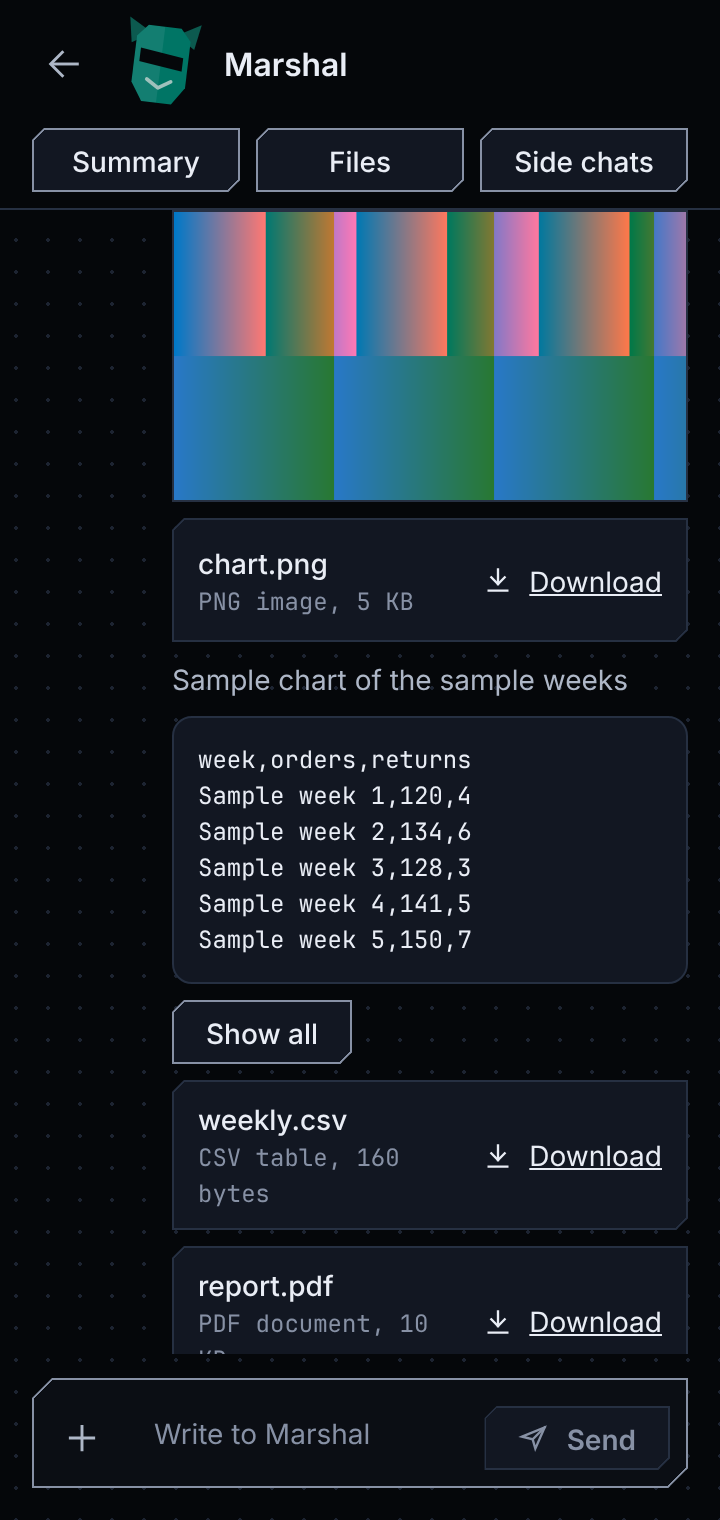 Marshal
Summary
Files
Side chats
chart.png
PNG image, 5 KB
Download
Sample chart of the sample weeks
week,orders,returns
Sample week 1,120,4
Sample week 2,134,6
Sample week 3,128,3
Sample week 4,141,5
Sample week 5,150,7
Show all
weekly.csv
CSV table, 160
bytes
Download
report.pdf
PDF document, 10
Download
Write to Marshal
Send